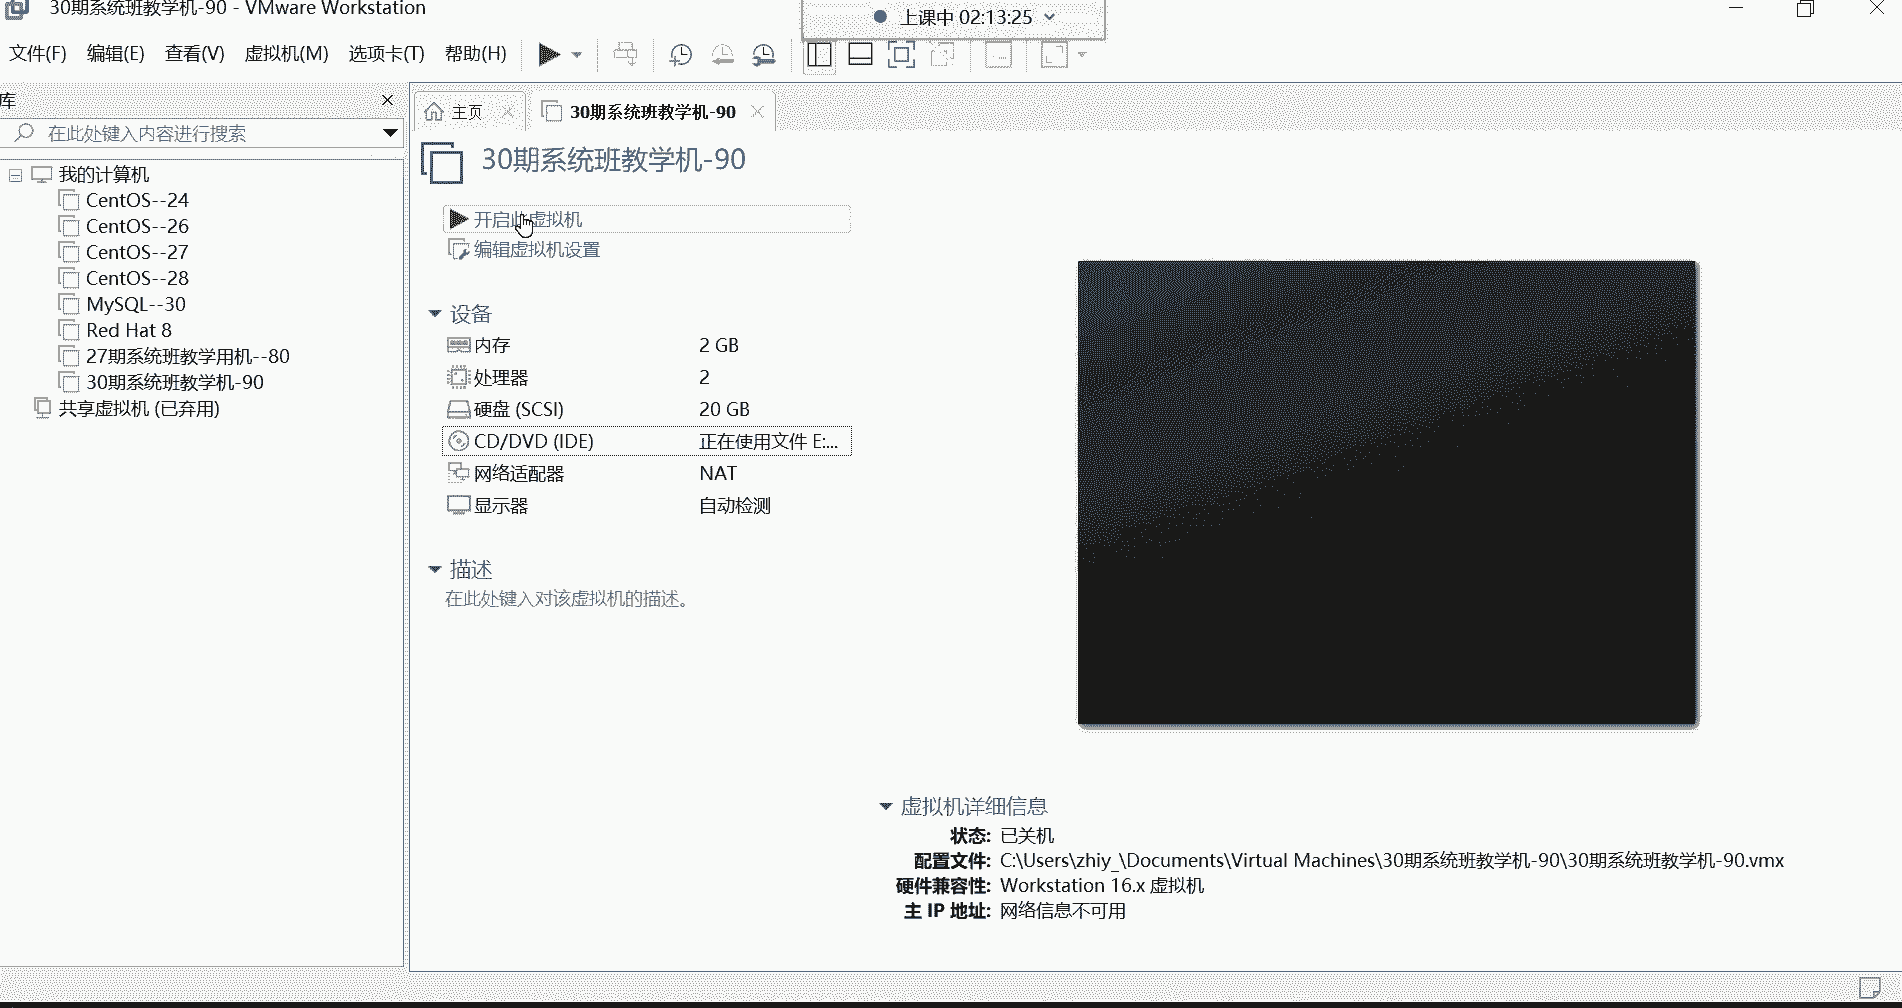 30期系统班教学机-90 - VMware Workstation
上课中 02:13:25
文件(F) 编辑(E) 查看(V) 虚拟机(M) 选项卡(T) 帮助(H)
库
在此处键入内容进行搜索
我的计算机
CentOS--24
CentOS--26
CentOS--27
CentOS--28
MySQL--30
Red Hat 8
27期系统班教学用机--80
30期系统班教学机-90
共享虚拟机 (已弃用)
主页
30期系统班教学机-90
30期系统班教学机-90
开启此虚拟机
编辑虚拟机设置
设备
内存 2 GB
处理器 2
硬盘 (SCSI) 20 GB
CD/DVD (IDE) 正在使用文件 E:...
网络适配器 NAT
显示器 自动检测
描述
在此处键入对该虚拟机的描述。
虚拟机详细信息
状态: 已关机
配置文件: C:\Users\zhiy_\Documents\Virtual Machines\30期系统班教学机-90\30期系统班教学机-90.vmx
硬件兼容性: Workstation 16.x 虚拟机
主 IP 地址: 网络信息不可用